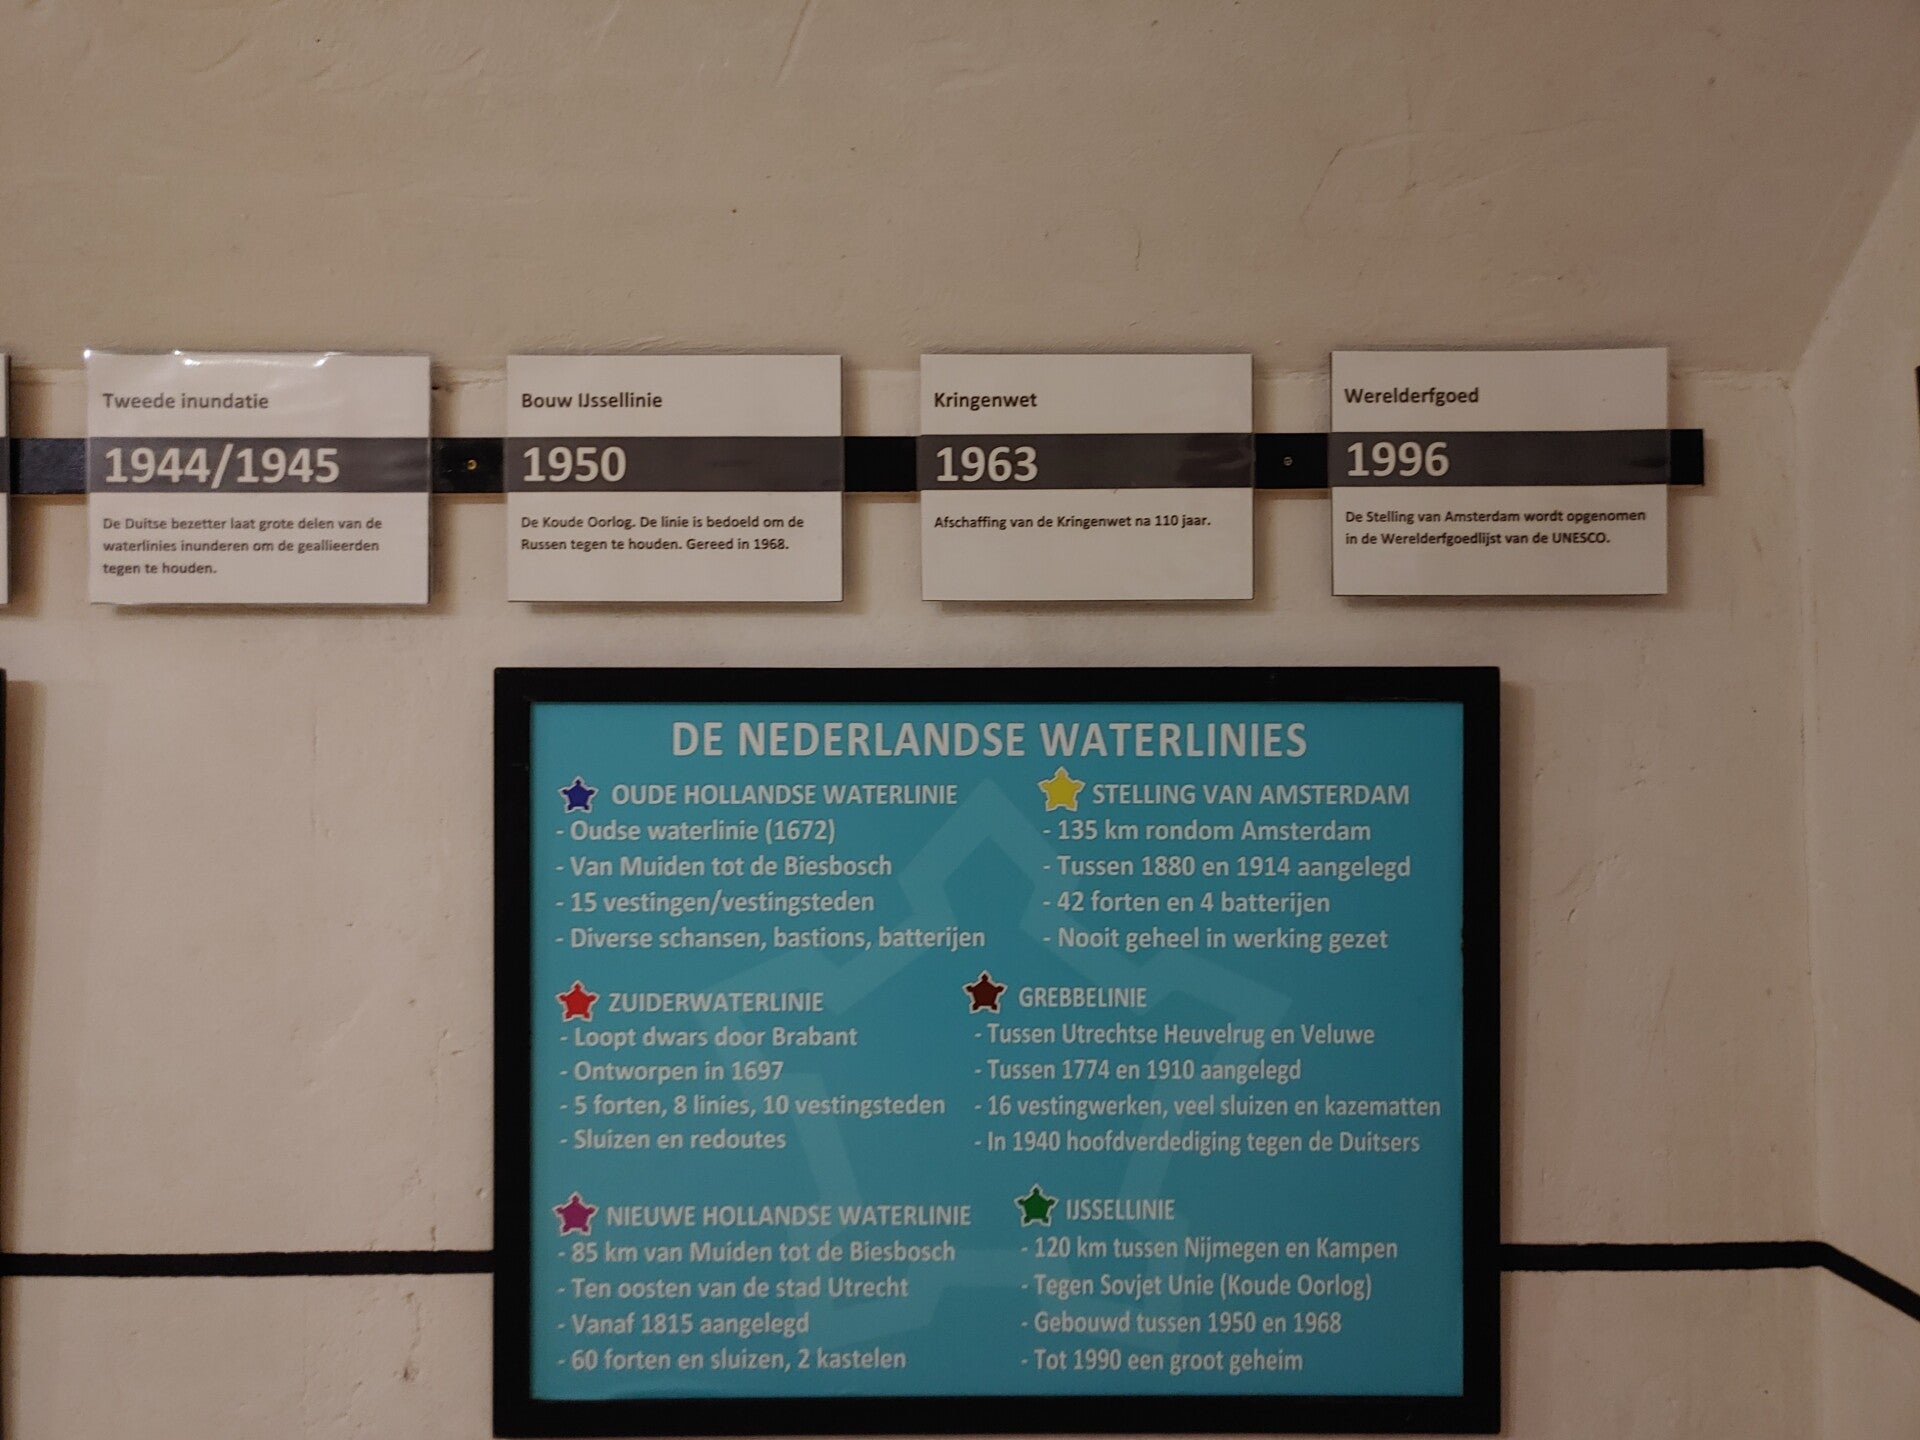 Tweede inundatie
1944/1945
De Duitse bezetter laat grote delen van de
waterlinies inunderen om de geallieerden
tegen te houden.
Bouw IJssellinie
1950
De Koude Oorlog. De linie is bedoeld om de
Russen tegen te houden. Gereed in 1968.
Kringenwet
1963
Afschaffing van de Kringenwet na 110 jaar.
Werelderfgoed
1996
De Stelling van Amsterdam wordt opgenomen
in de Werelderfgoedlijst van de UNESCO.
DE NEDERLANDSE WATERLINIES
OUDE HOLLANDSE WATERLINIE
- Oudse waterlinie (1672)
- Van Muiden tot de Biesbosch
- 15 vestingen/vestingsteden
- Diverse schansen, bastions, batterijen
STELLING VAN AMSTERDAM
- 135 km rondom Amsterdam
- Tussen 1880 en 1914 aangelegd
- 42 forten en 4 batterijen
- Nooit geheel in werking gezet
ZUIDERWATERLINIE
- Loopt dwars door Brabant
- Ontworpen in 1697
- 5 forten, 8 linies, 10 vestingsteden
- Sluizen en redoutes
GREBBELINIE
- Tussen Utrechtse Heuvelrug en Veluwe
- Tussen 1774 en 1910 aangelegd
- 16 vestingwerken, veel sluizen en kazematten
- In 1940 hoofdverdediging tegen de Duitsers
NIEUWE HOLLANDSE WATERLINIE
- 85 km van Muiden tot de Biesbosch
- Ten oosten van de stad Utrecht
- Vanaf 1815 aangelegd
- 60 forten en sluizen, 2 kastelen
IJSSELLINIE
- 120 km tussen Nijmegen en Kampen
- Tegen Sovjet Unie (Koude Oorlog)
- Gebouwd tussen 1950 en 1968
- Tot 1990 een groot geheim